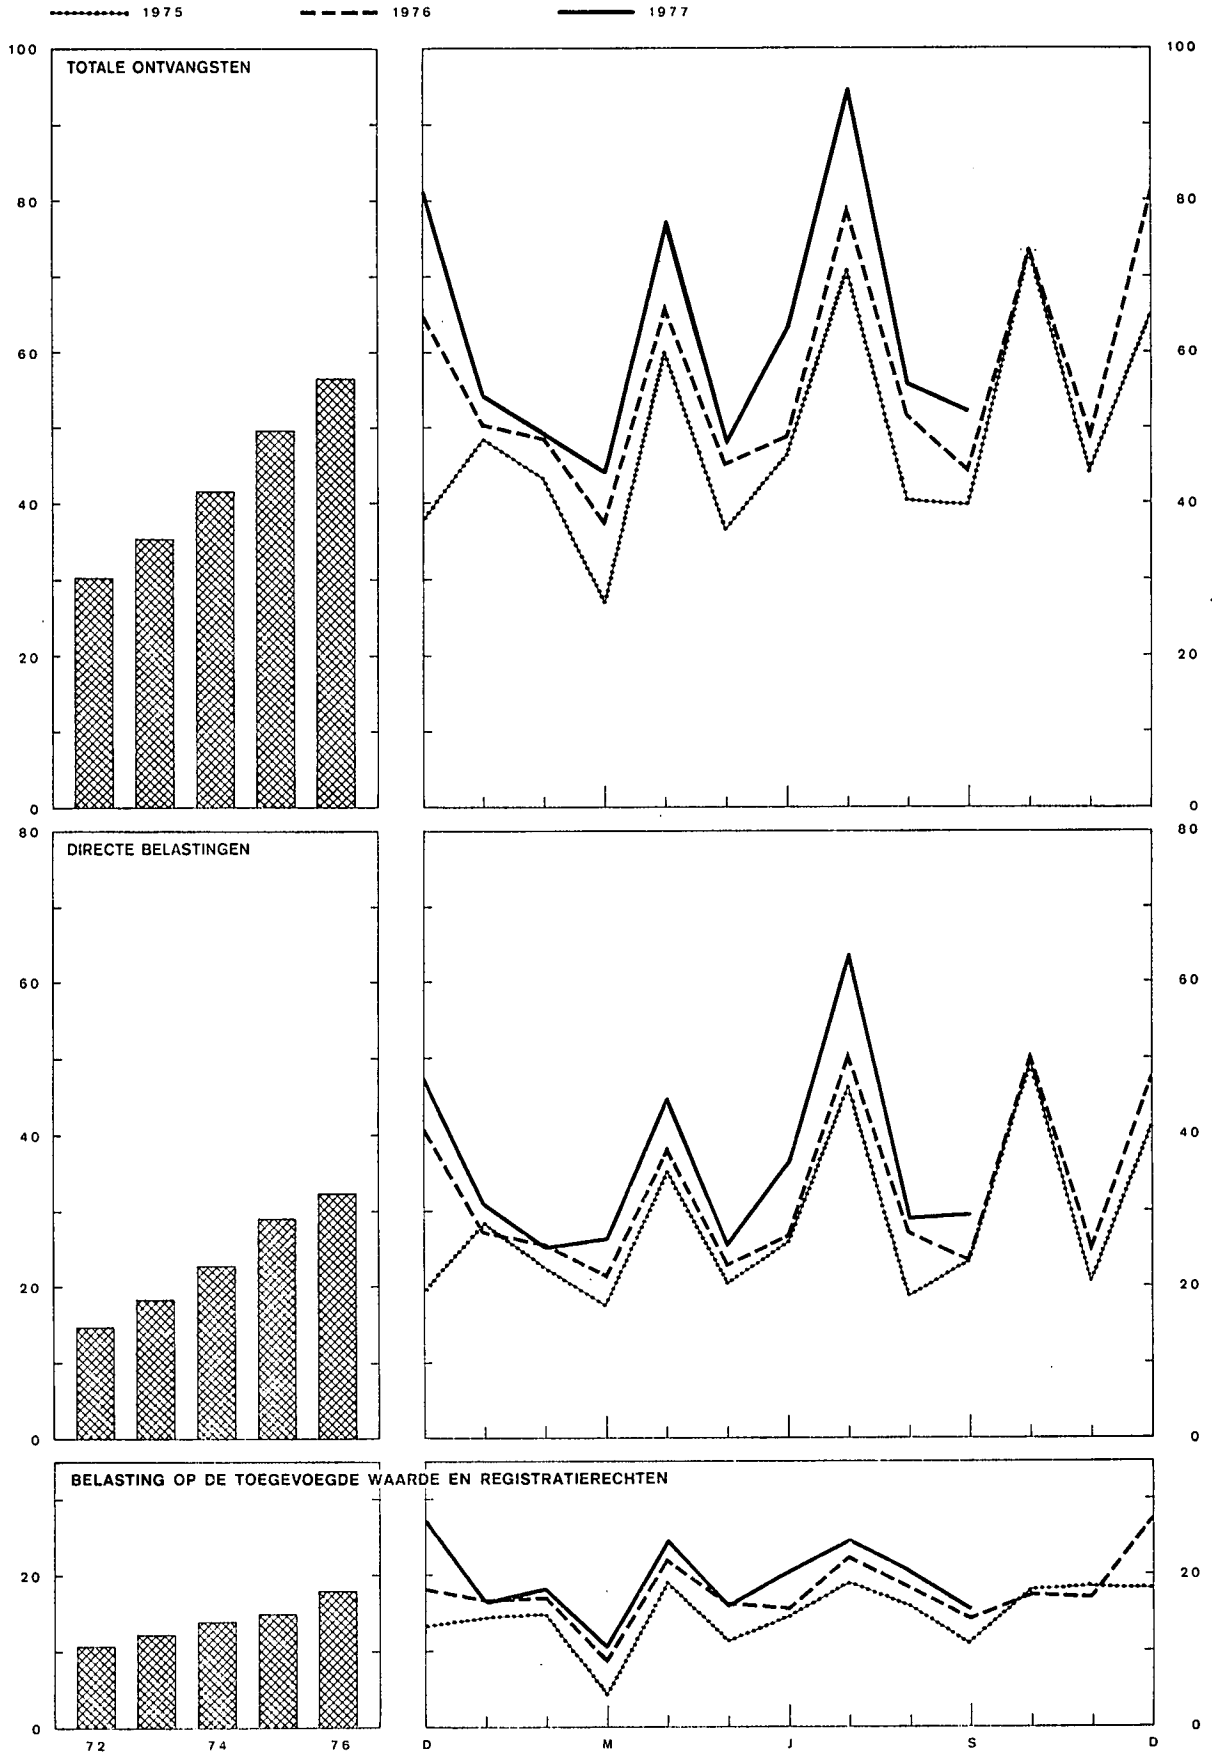 1975 1976 1977
TOTALE ONTVANGSTEN
100 100
80 80
60 60
40 40
20 20
0 0
DIRECTE BELASTINGEN
80 80
60 60
40 40
20 20
0 0
BELASTING OP DE TOEGEVOEGDE WAARDE EN REGISTRATIERECHTEN
20 20
0 0
72 74 76 D M J S D